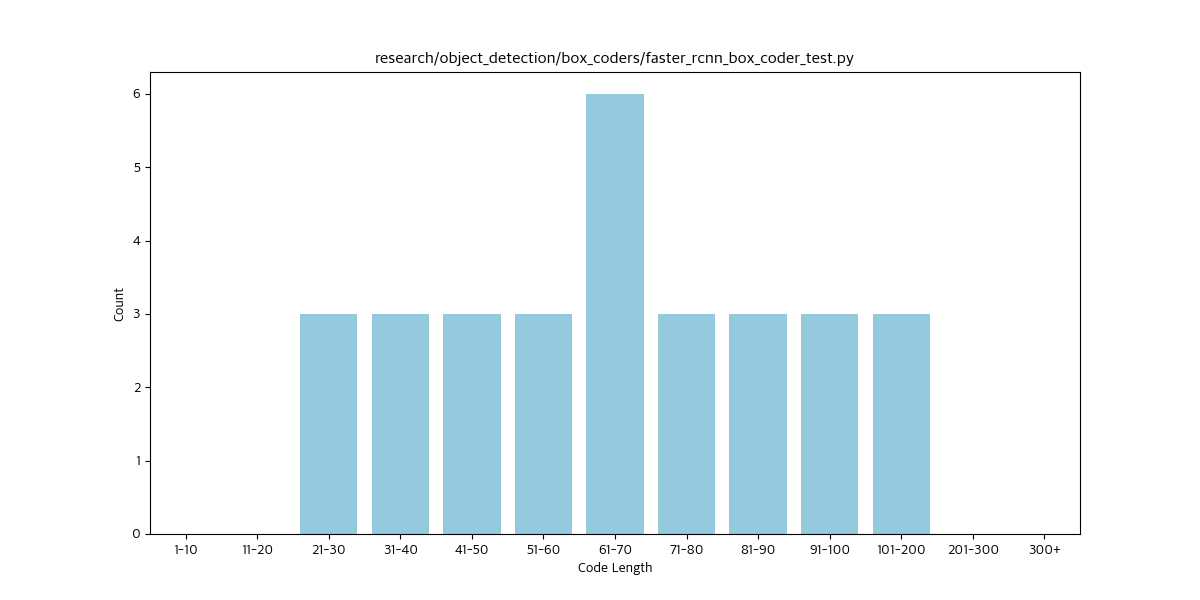 research/object_detection/box_coders/faster_rcnn_box_coder_test.py
6
5
4
3
2
1
0
Count
1-10 11-20 21-30 31-40 41-50 51-60 61-70 71-80 81-90 91-100 101-200 201-300 300+
Code Length